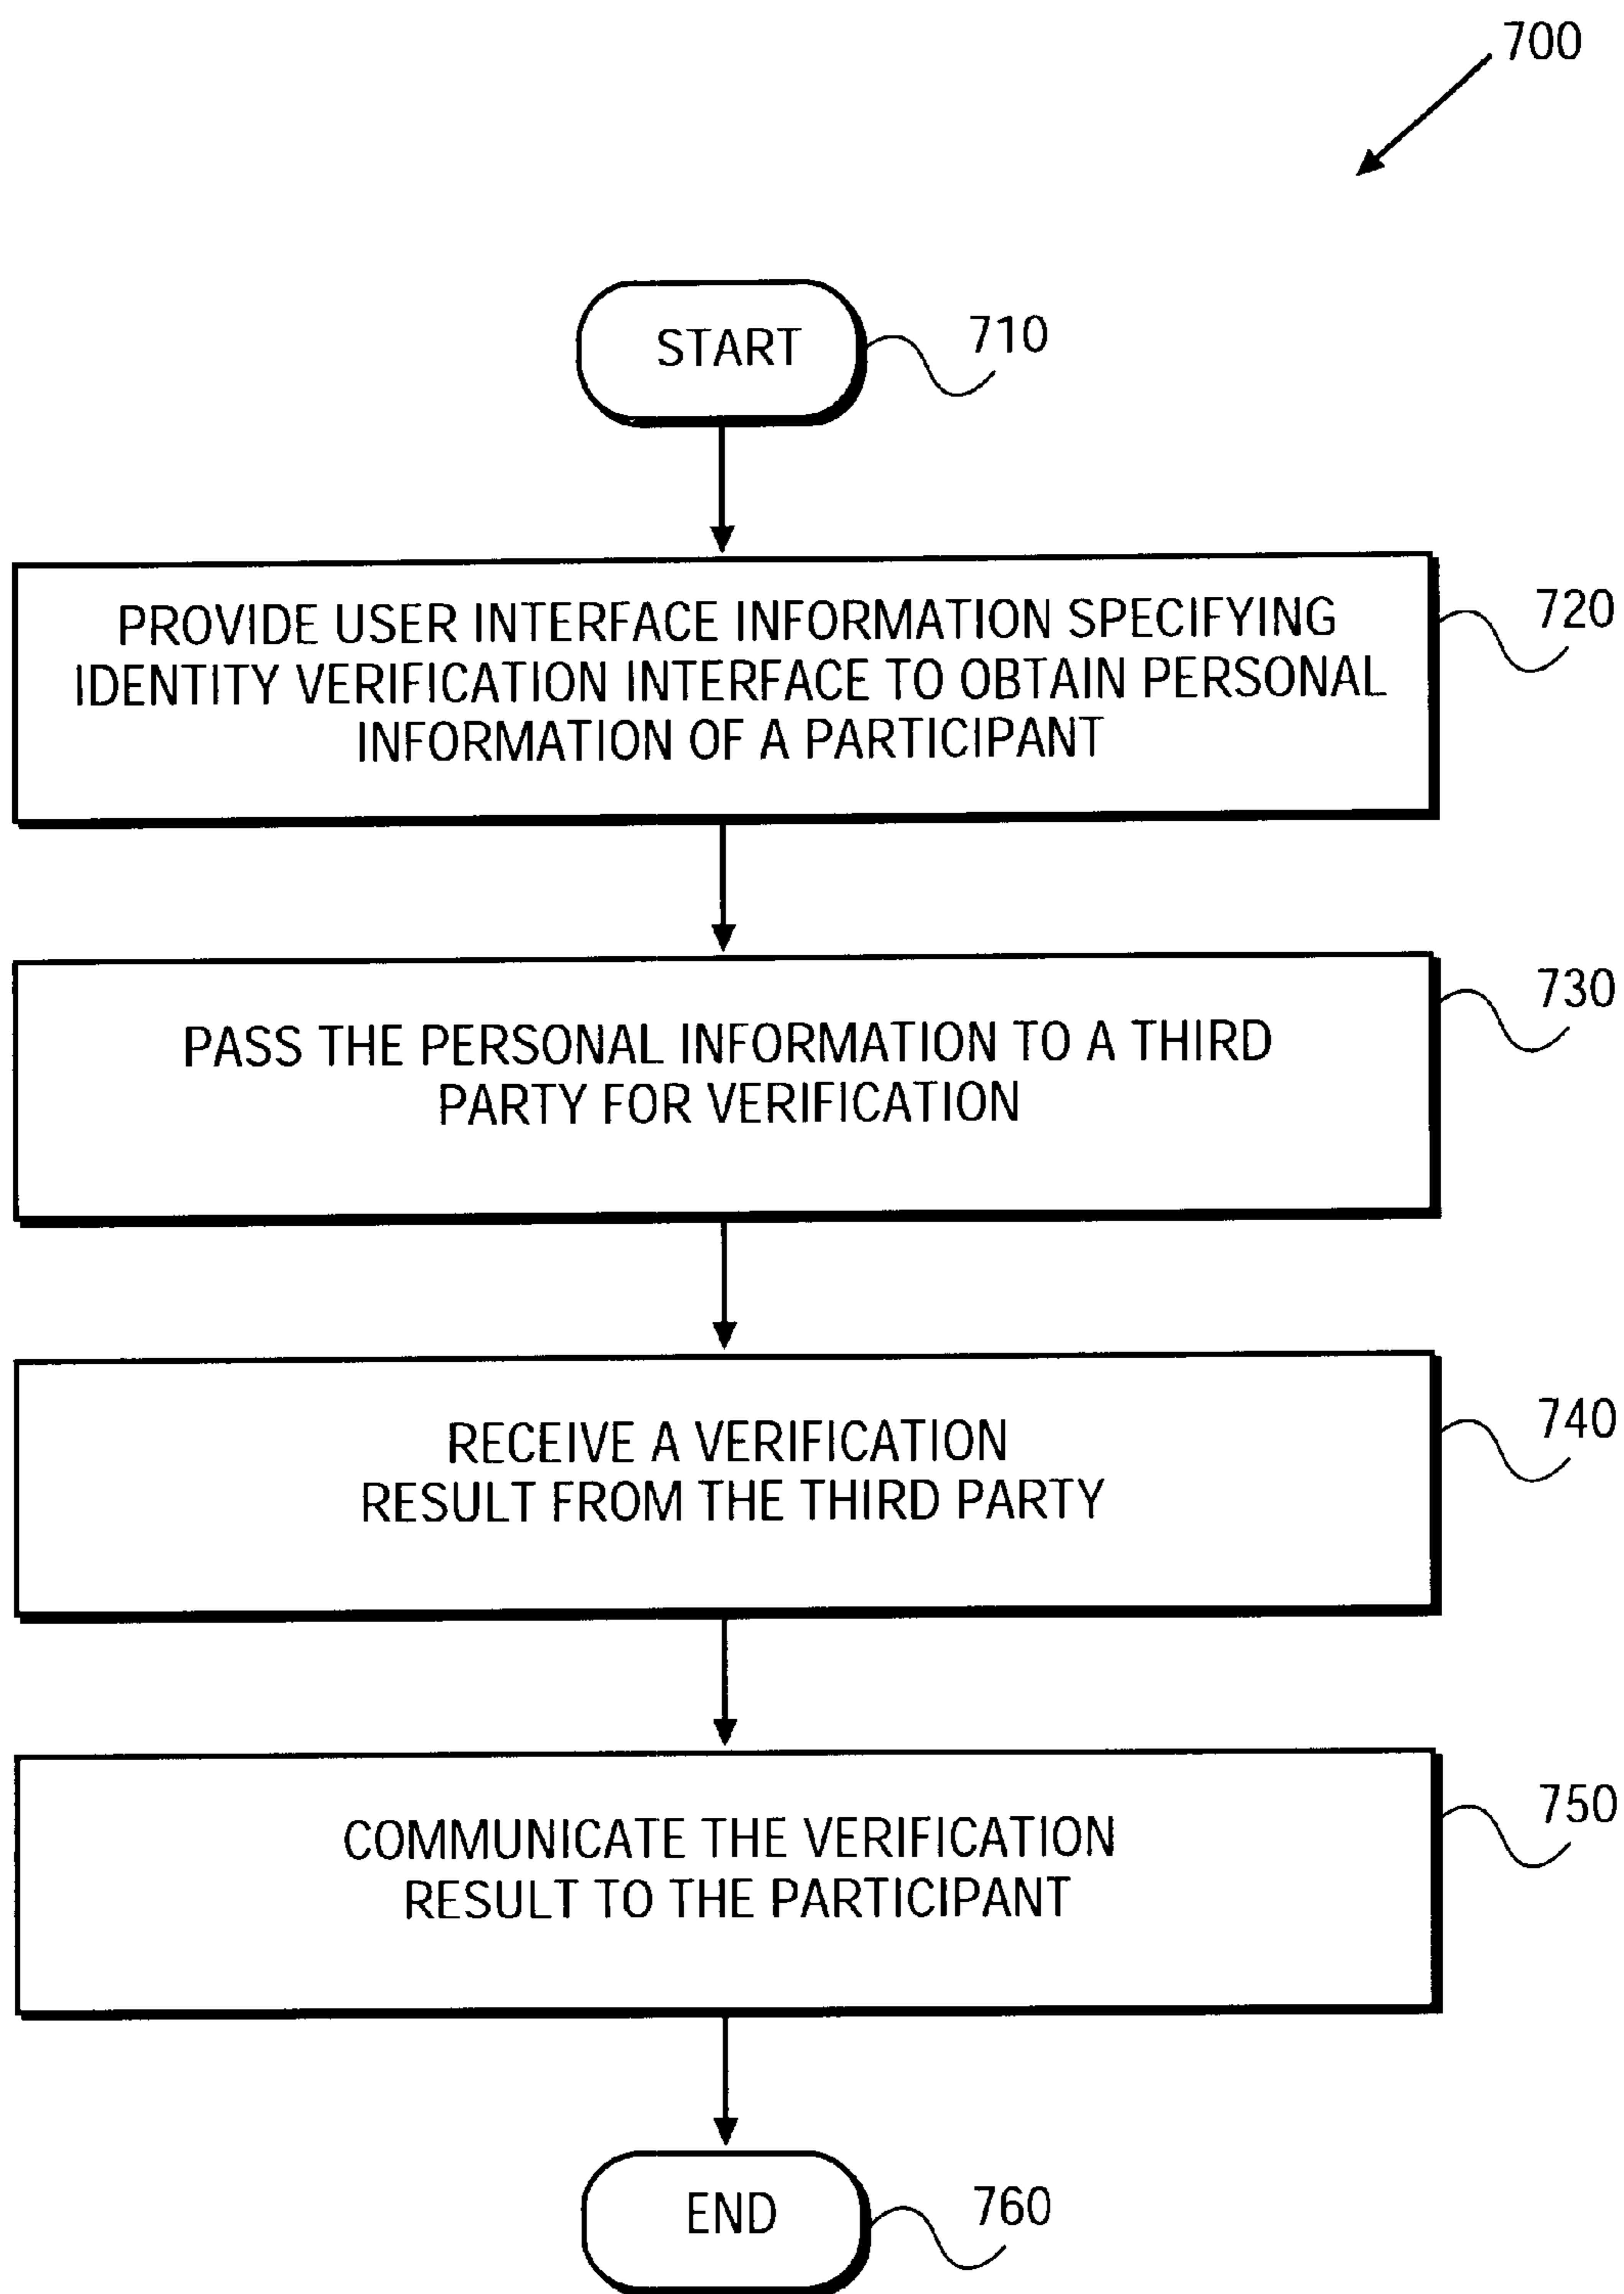 700
START
710
PROVIDE USER INTERFACE INFORMATION SPECIFYING
IDENTITY VERIFICATION INTERFACE TO OBTAIN PERSONAL
INFORMATION OF A PARTICIPANT
720
PASS THE PERSONAL INFORMATION TO A THIRD
PARTY FOR VERIFICATION
730
RECEIVE A VERIFICATION
RESULT FROM THE THIRD PARTY
740
COMMUNICATE THE VERIFICATION
RESULT TO THE PARTICIPANT
750
END
760